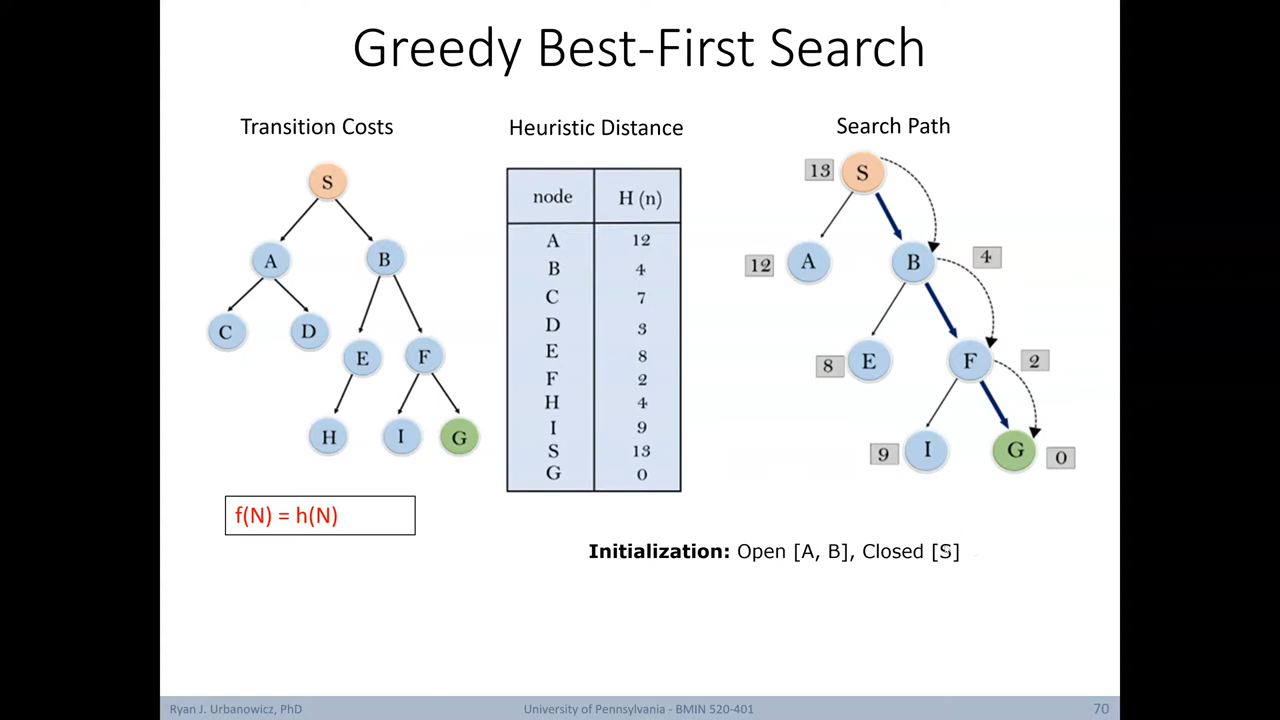 Greedy Best-First Search
Transition Costs
S
A B
C D E F
H I G
f(N) = h(N)
Heuristic Distance
node H (n)
A 12
B 4
C 7
D 3
E 8
F 2
H 4
I 9
S 13
G 0
Search Path
13 S
12 A B 4
8 E F 2
9 I G 0
Initialization: Open [A, B], Closed [S]
Ryan J. Urbanowicz, PhD
University of Pennsylvania - BMIN 520-401
70